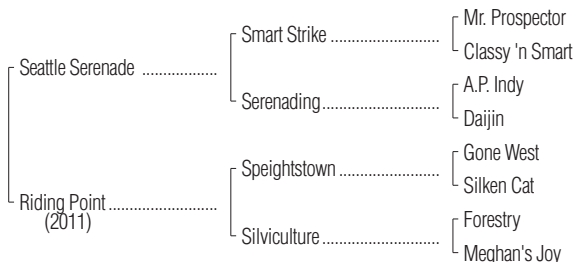 Mr. Prospector
Smart Strike ........................
Classy 'n Smart
Seattle Serenade .................
A.P. Indy
Serenading ..........................
Daijin
Gone West
Speightstown ......................
Silken Cat
Riding Point .........................
(2011)
Forestry
Silviculture ..........................
Meghan's Joy